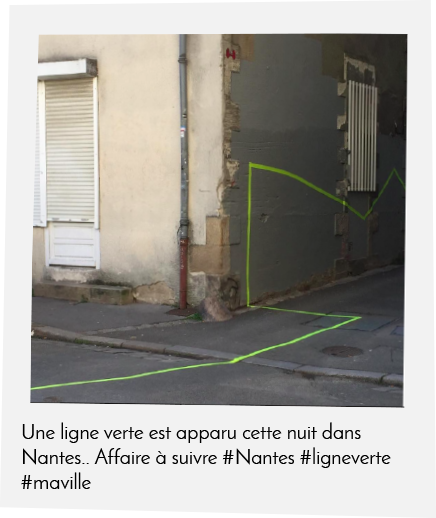 Une ligne verte est apparu cette nuit dans
Nantes.. Affaire à suivre #Nantes #ligneverte
#maville